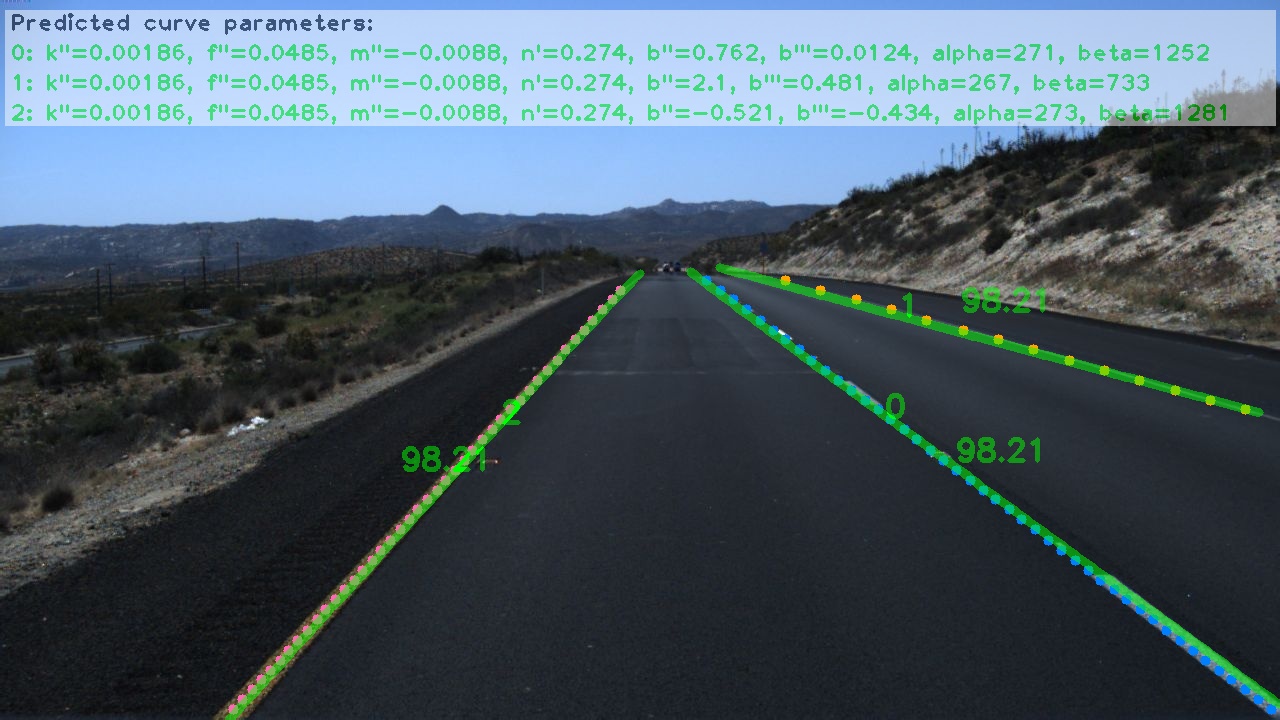 Predicted curve parameters:
0: k''=0.00186, f''=0.0485, m''=-0.0088, n'=0.274, b''=0.762, b'''=0.0124, alpha=271, beta=1252
1: k''=0.00186, f''=0.0485, m''=-0.0088, n'=0.274, b''=2.1, b'''=0.481, alpha=267, beta=733
2: k''=0.00186, f''=0.0485, m''=-0.0088, n'=0.274, b''=-0.521, b'''=-0.434, alpha=273, beta=1281
1 98.21
2 0
98.21 98.21